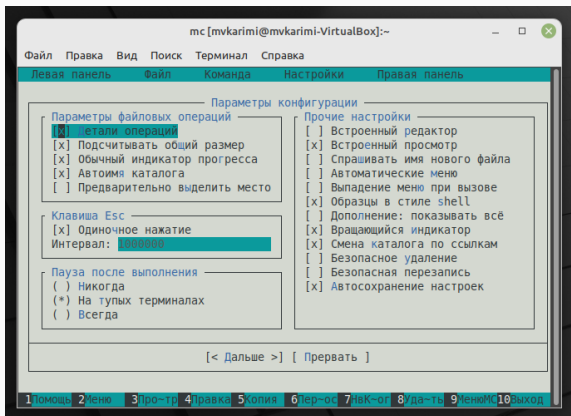 mc [mvkarimi@mvkarimi-VirtualBox]:~
Файл Правка Вид Поиск Терминал Справка
Левая панель Файл Команда Настройки Правая панель
Параметры конфигурации
Параметры файловых операций
[x] Детали операций
[x] Подсчитывать общий размер
[x] Обычный индикатор прогресса
[x] Автоимя каталога
[ ] Предварительно выделить место
Клавиша Esc
[x] Одиночное нажатие
Интервал: 1000000
Пауза после выполнения
( ) Никогда
(*) На тупых терминалах
( ) Всегда
Прочие настройки
[ ] Встроенный редактор
[x] Встроенный просмотр
[ ] Спрашивать имя нового файла
[ ] Автоматические меню
[ ] Выпадение меню при вызове
[x] Образцы в стиле shell
[ ] Дополнение: показывать всё
[x] Вращающийся индикатор
[x] Смена каталога по ссылкам
[ ] Безопасное удаление
[ ] Безопасная перезапись
[x] Автосохранение настроек
[< Дальше >] [ Прервать ]
1Помощь 2Меню 3Про~тр 4Правка 5Копия 6Пер~ос 7НвК~ог 8Уда~ть 9МенюМС 10Выход